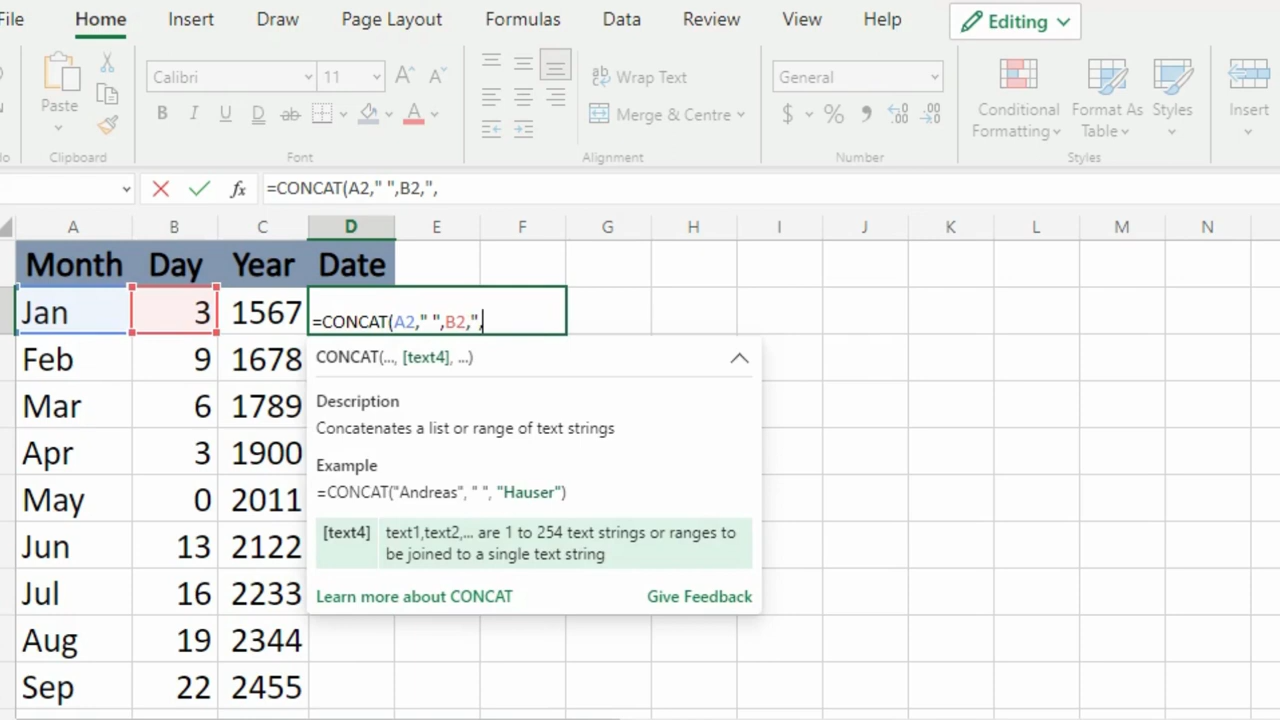 File Home Insert Draw Page Layout Formulas Data Review View Help Editing
Calibri 11 Wrap Text General
Paste Conditional Format As Styles Insert
B I U D ab A Merge & Centre $ % 9 .00 .00 Formatting Table
Clipboard Font Alignment Number Styles
fx =CONCAT(A2," ",B2,",
A B C D E F G H I J K L M N
Month Day Year Date
Jan 3 1567 =CONCAT(A2," ",B2,",
Feb 9 1678
Mar 6 1789
Apr 3 1900
May 0 2011
Jun 13 2122
Jul 16 2233
Aug 19 2344
Sep 22 2455
CONCAT(..., [text4], ...)
Description
Concatenates a list or range of text strings
Example
=CONCAT("Andreas", " ", "Hauser")
[text4] text1,text2,... are 1 to 254 text strings or ranges to
be joined to a single text string
Learn more about CONCAT Give Feedback